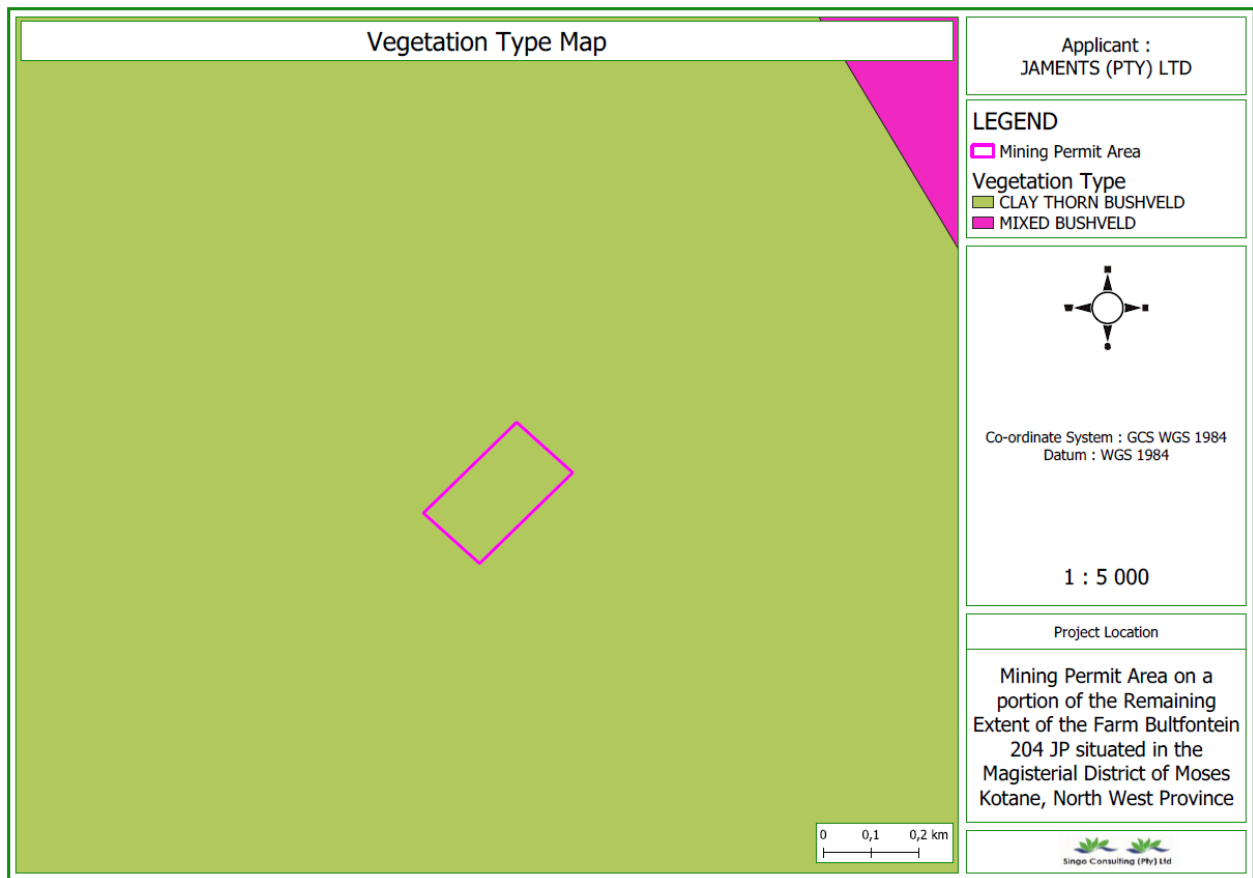 Vegetation Type Map
Applicant :
JAMENTS (PTY) LTD
LEGEND
Mining Permit Area
Vegetation Type
CLAY THORN BUSHVELD
MIXED BUSHVELD
Co-ordinate System : GCS WGS 1984
Datum : WGS 1984
1 : 5 000
Project Location
Mining Permit Area on a
portion of the Remaining
Extent of the Farm Bultfontein
204 JP situated in the
Magisterial District of Moses
Kotane, North West Province
0 0,1 0,2 km
Singo Consulting (Pty) Ltd